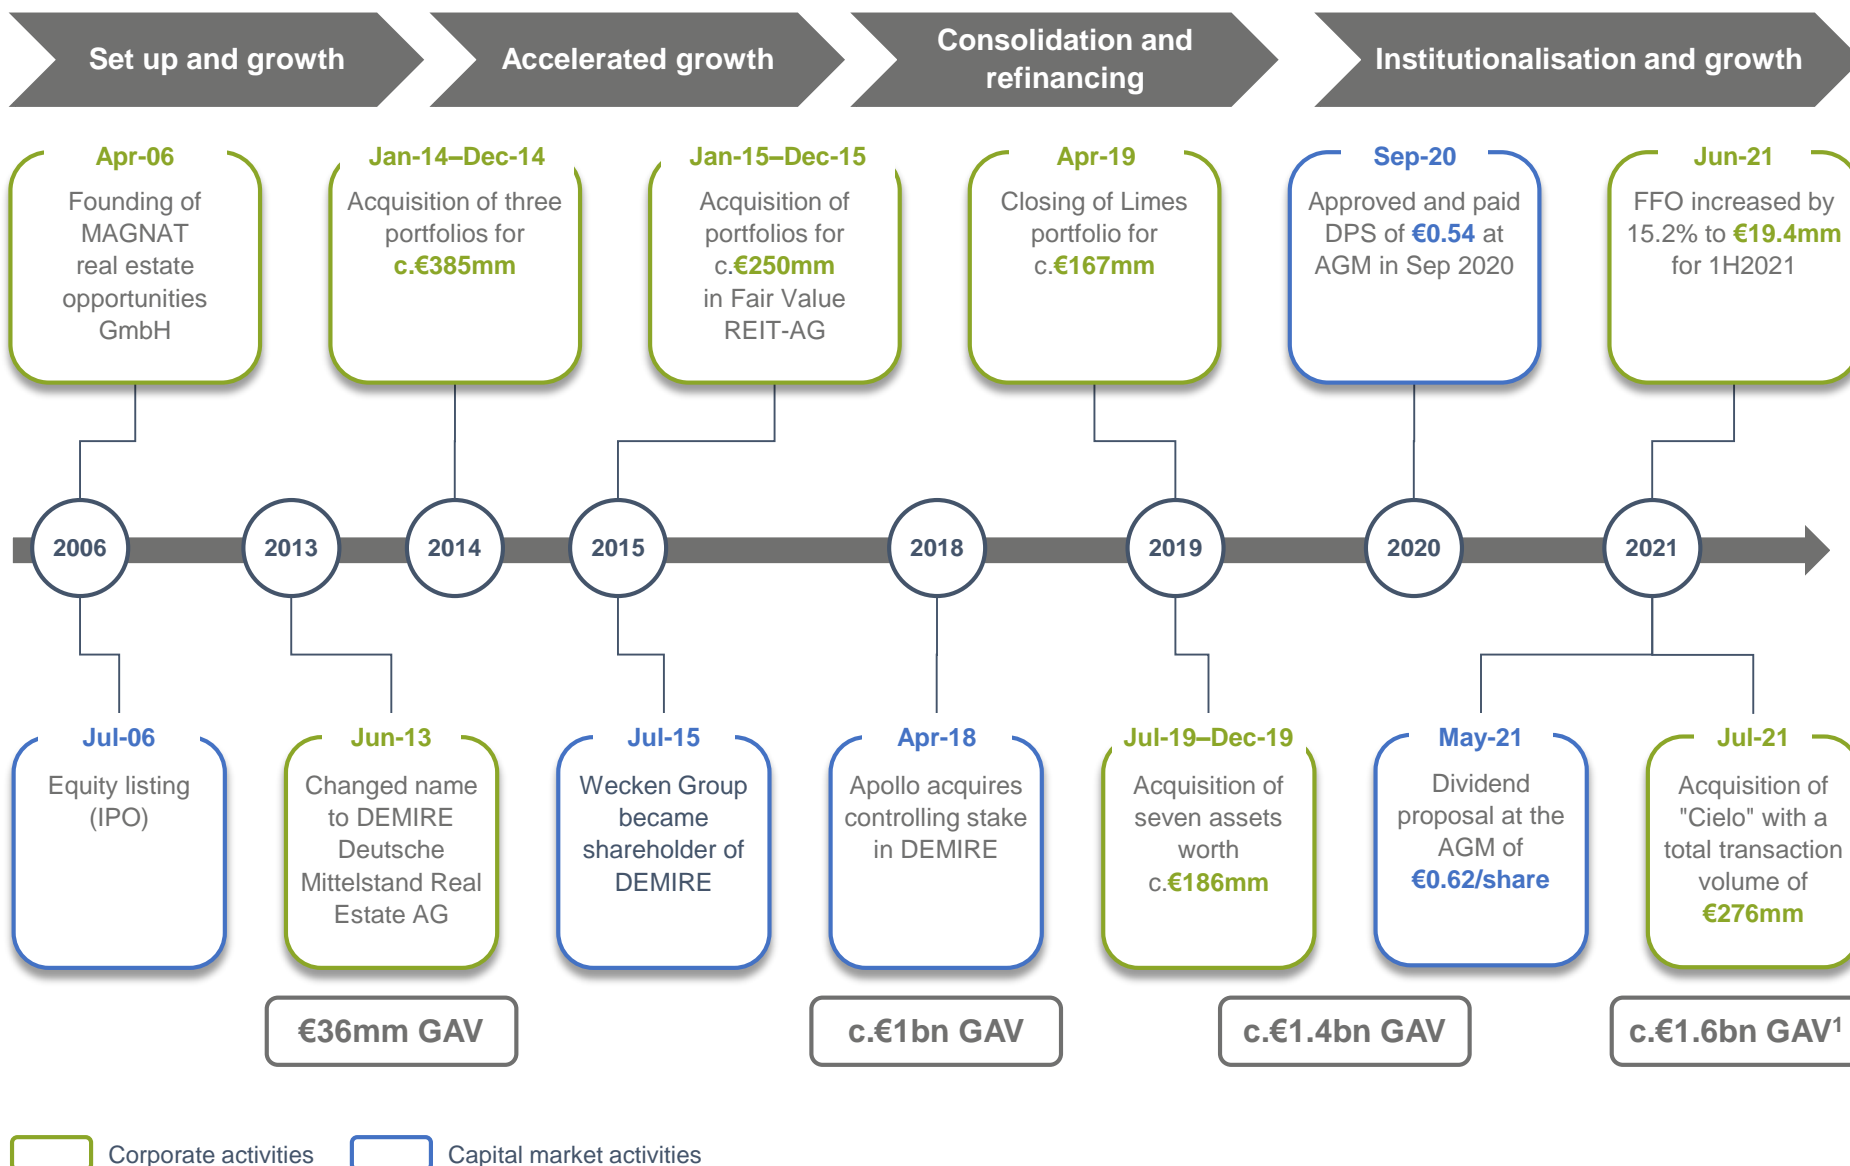 Set up and growth
Accelerated growth
Consolidation and
refinancing
Institutionalisation and growth
Apr-06
Founding of
MAGNAT
real estate
opportunities
GmbH
Jan-14–Dec-14
Acquisition of three
portfolios for
c.€385mm
Jan-15–Dec-15
Acquisition of
portfolios for
c.€250mm
in Fair Value
REIT-AG
Apr-19
Closing of Limes
portfolio for
c.€167mm
Sep-20
Approved and paid
DPS of €0.54 at
AGM in Sep 2020
Jun-21
FFO increased by
15.2% to €19.4mm
for 1H2021
2006
2013
2014
2015
2018
2019
2020
2021
Jul-06
Equity listing
(IPO)
Jun-13
Changed name
to DEMIRE
Deutsche
Mittelstand Real
Estate AG
Jul-15
Wecken Group
became
shareholder of
DEMIRE
Apr-18
Apollo acquires
controlling stake
in DEMIRE
Jul-19–Dec-19
Acquisition of
seven assets
worth
c.€186mm
May-21
Dividend
proposal at the
AGM of
€0.62/share
Jul-21
Acquisition of
"Cielo" with a
total transaction
volume of
€276mm
€36mm GAV
c.€1bn GAV
c.€1.4bn GAV
c.€1.6bn GAV¹
Corporate activities
Capital market activities